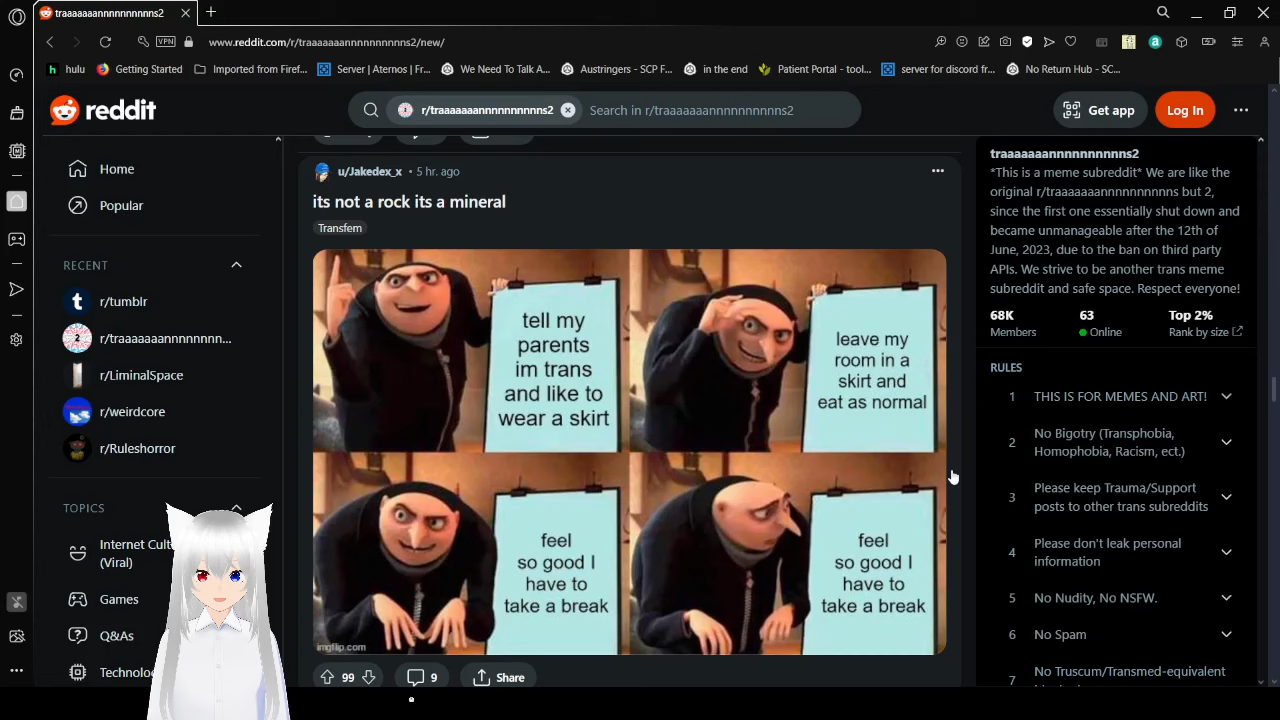 traaaaaaannnnnnnnnns2
VPN
www.reddit.com/r/traaaaaaannnnnnnnnns2/new/
hulu
Getting Started
Imported from Firef...
Server | Aternos | Fr...
We Need To Talk A...
Austringers - SCP F...
in the end
Patient Portal - tool...
server for discord fr...
No Return Hub - SC...
reddit
r/traaaaaaannnnnnnnnns2
Search in r/traaaaaaannnnnnnnnns2
Get app
Log In
Home
Popular
RECENT
r/tumblr
r/traaaaaaannnnnnn...
r/LiminalSpace
r/weirdcore
r/Ruleshorror
TOPICS
Internet Cult
(Viral)
Games
Q&As
Technolo
u/Jakedex_x • 5 hr. ago
its not a rock its a mineral
Transfem
tell my
parents
im trans
and like to
wear a skirt
leave my
room in a
skirt and
eat as normal
feel
so good I
have to
take a break
feel
so good I
have to
take a break
imgflip.com
99
9
Share
traaaaaaannnnnnnnnns2
*This is a meme subreddit* We are like the
original r/traaaaaaannnnnnnnnns but 2,
since the first one essentially shut down and
became unmanageable after the 12th of
June, 2023, due to the ban on third party
APIs. We strive to be another trans meme
subreddit and safe space. Respect everyone!
68K
Members
63
Online
Top 2%
Rank by size
RULES
1 THIS IS FOR MEMES AND ART!
2 No Bigotry (Transphobia,
Homophobia, Racism, ect.)
3 Please keep Trauma/Support
posts to other trans subreddits
4 Please don't leak personal
information
5 No Nudity, No NSFW.
6 No Spam
7 No Truscum/Transmed-equivalent